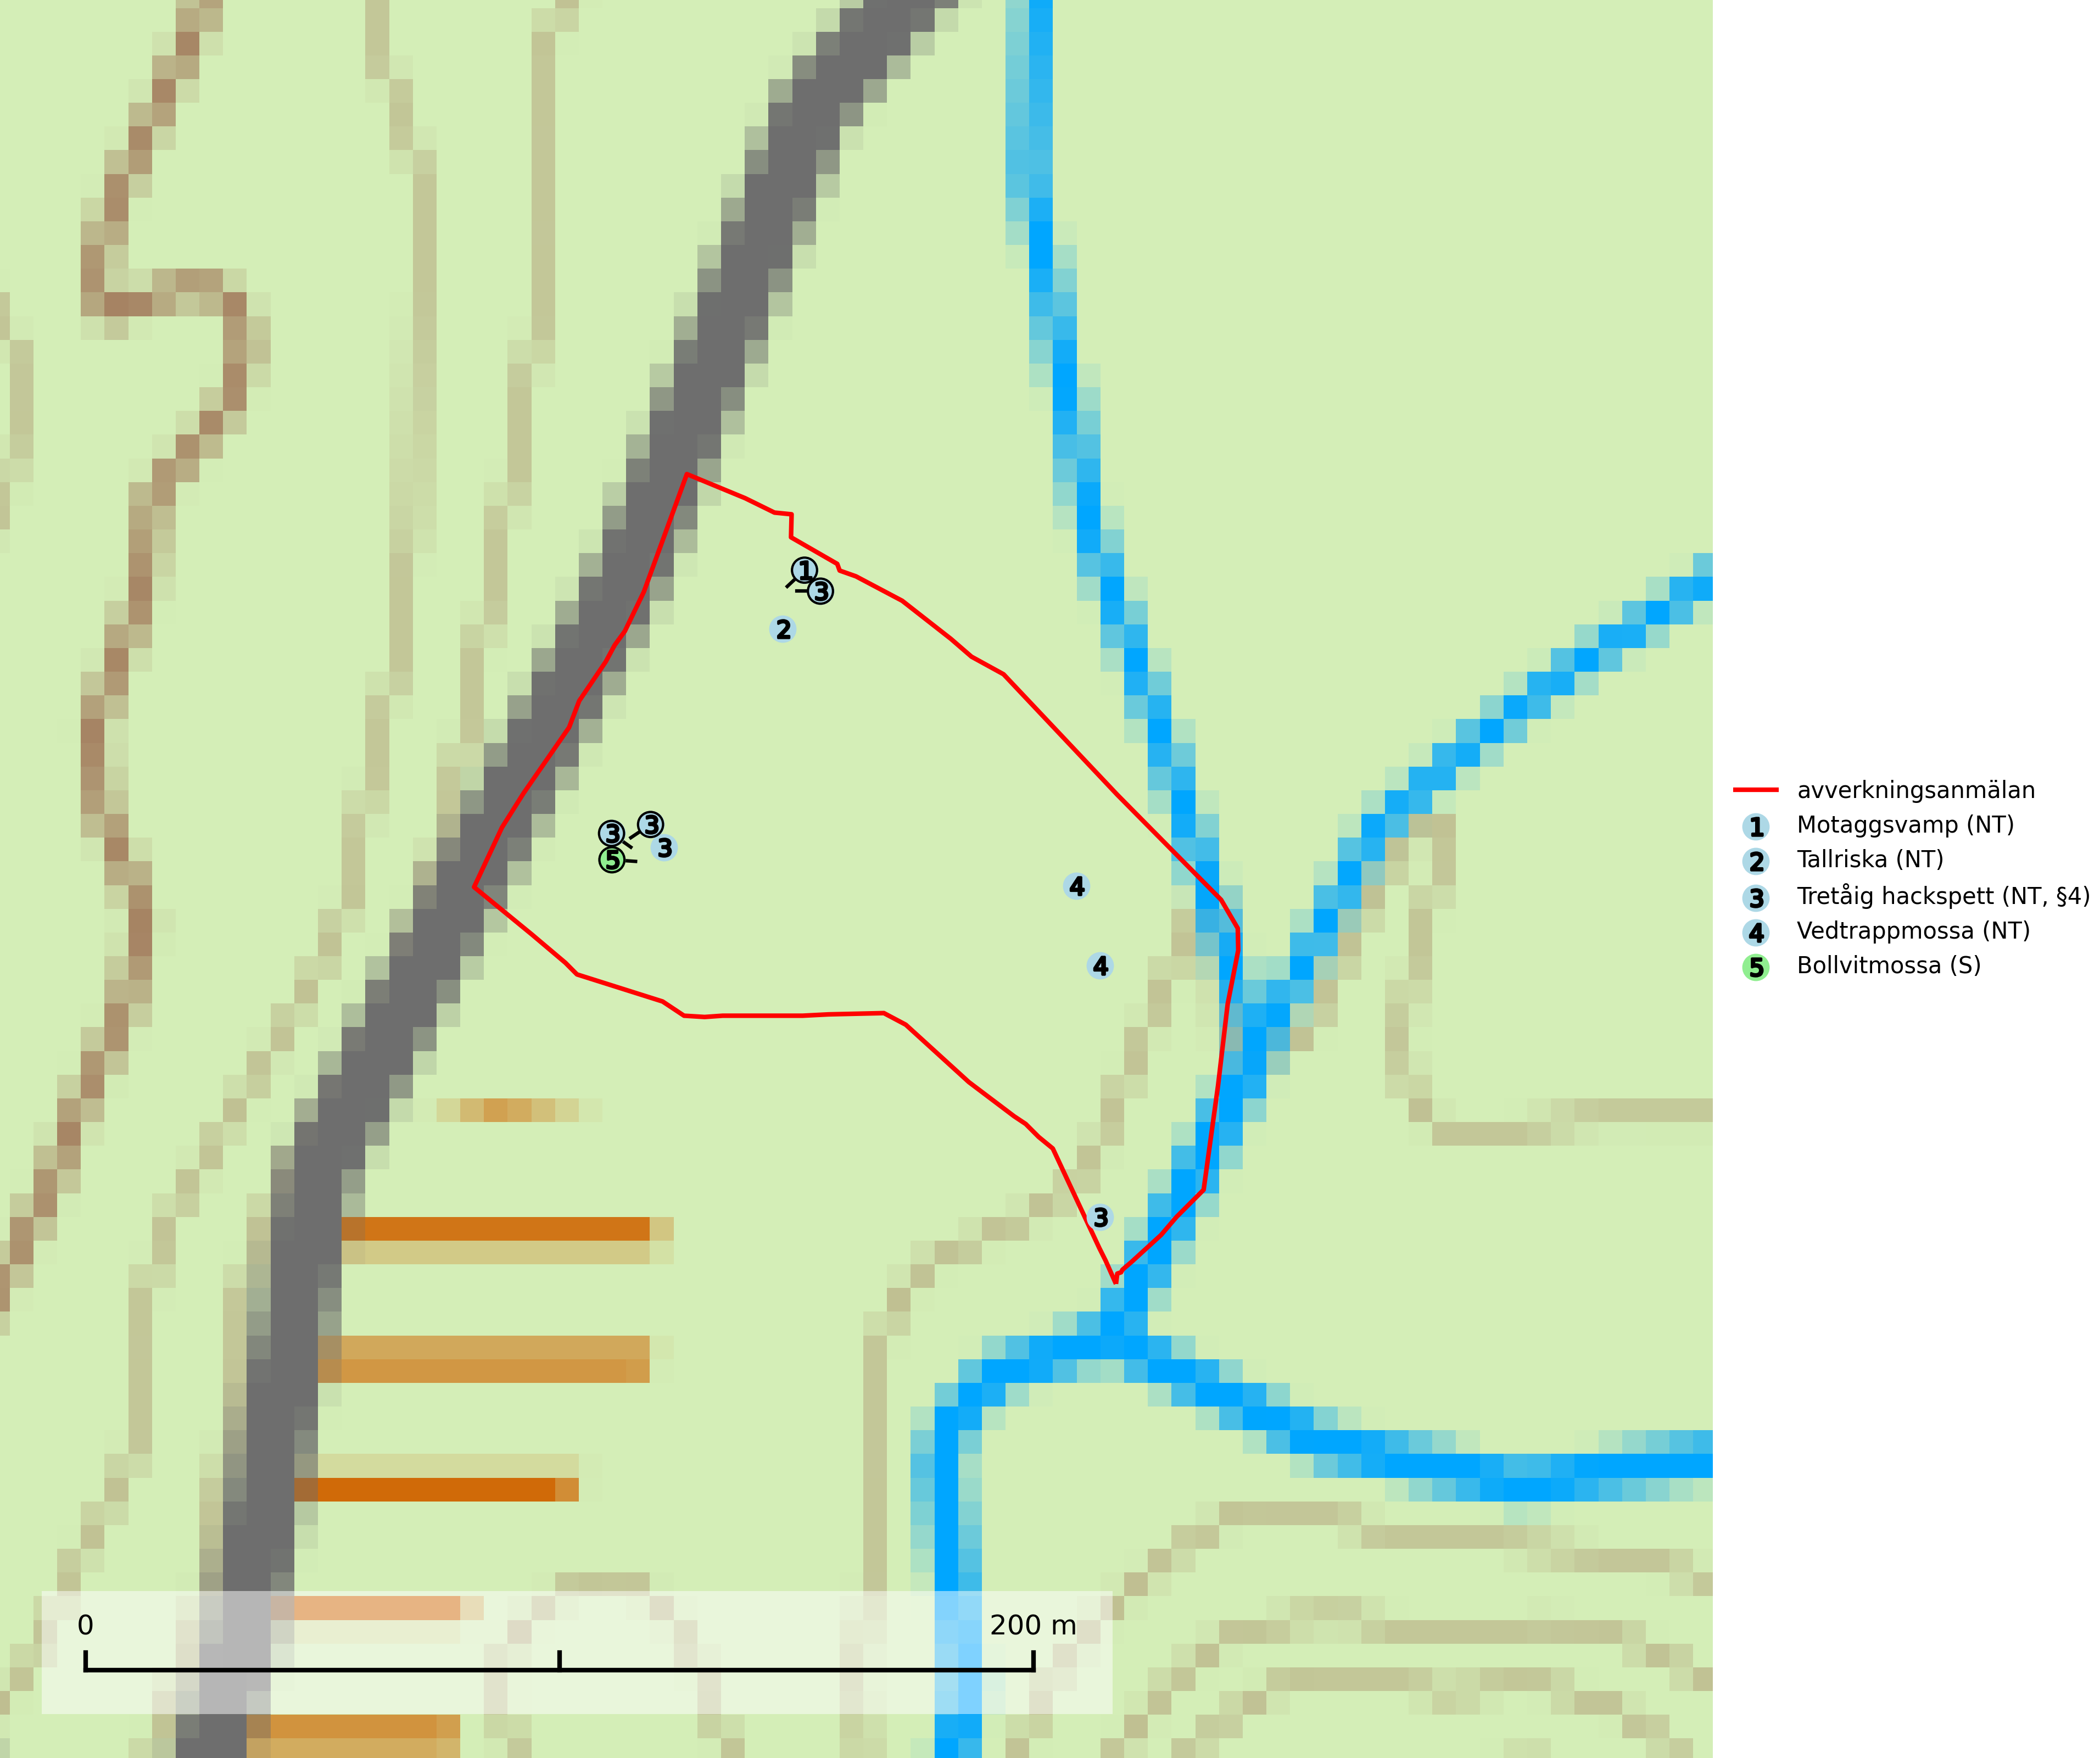 1
3
2
3
3
3
5
4
4
3
avverkningsanmälan
1 Motaggsvamp (NT)
2 Tallriska (NT)
3 Tretåig hackspett (NT, §4)
4 Vedtrappmossa (NT)
5 Bollvitmossa (S)
0 200 m